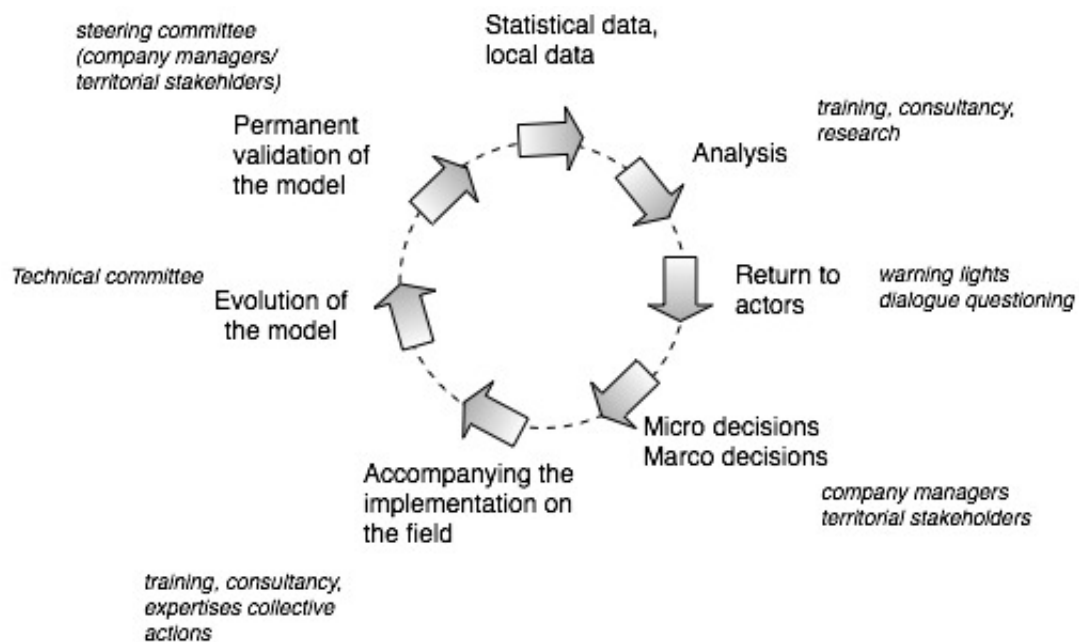 steering committee
(company managers/
territorial stakehlders)
Statistical data,
local data
training, consultancy,
research
Analysis
Permanent
validation of
the model
Return to
actors
warning lights
dialogue questioning
Technical committee
Evolution of
the model
Micro decisions
Marco decisions
company managers
territorial stakeholders
Accompanying the
implementation on
the field
training, consultancy,
expertises collective
actions